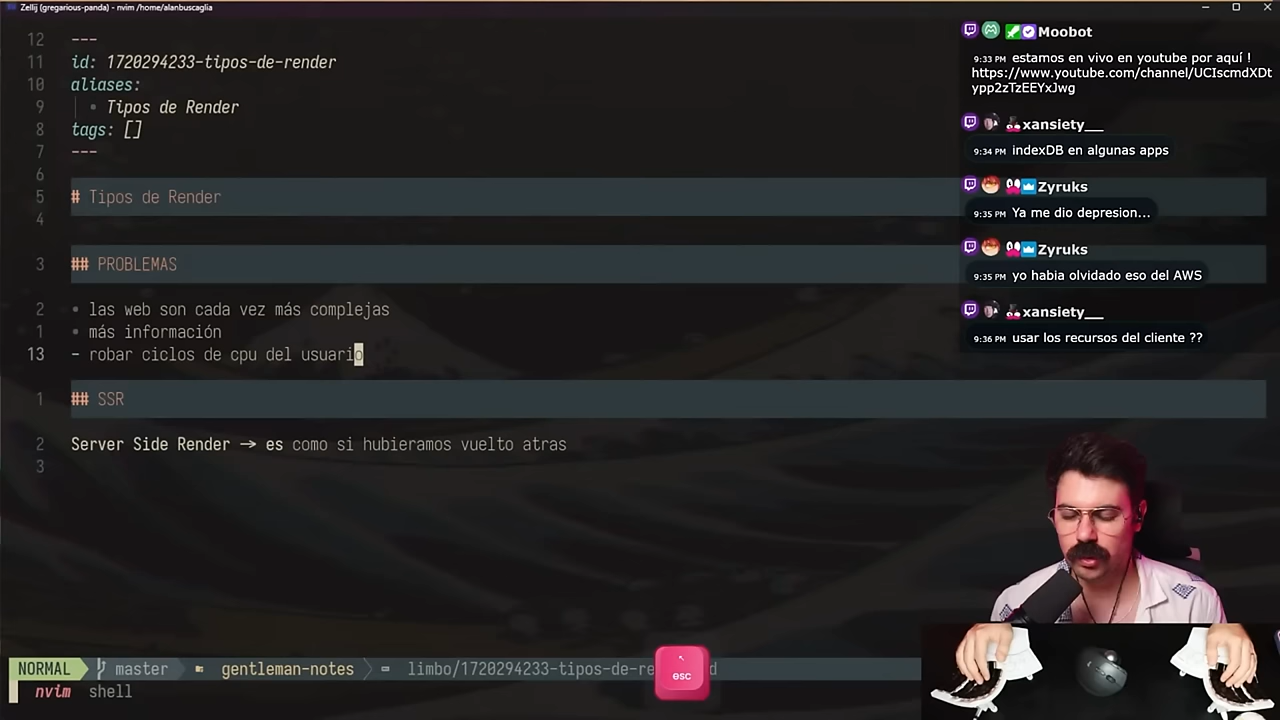 Zellij (gregarious-panda) - nvim /home/alanbuscaglia
12 ---
11 id: 1720294233-tipos-de-render
10 aliases:
9 • Tipos de Render
8 tags: []
7 ---
6
5 # Tipos de Render
4
3 ## PROBLEMAS
2 • las web son cada vez más complejas
1 • más información
13 - robar ciclos de cpu del usuario
1 ## SSR
2 Server Side Render → es como si hubieramos vuelto atras
3
NORMAL master gentleman-notes limbo/1720294233-tipos-de-re d
nvim shell
esc
Moobot
9:33 PM estamos en vivo en youtube por aquí !
https://www.youtube.com/channel/UCIscmdXDt
ypp2zTzEEYxJwg
xansiety__
9:34 PM indexDB en algunas apps
Zyruks
9:35 PM Ya me dio depresion...
Zyruks
9:35 PM yo habia olvidado eso del AWS
xansiety__
9:36 PM usar los recursos del cliente ??